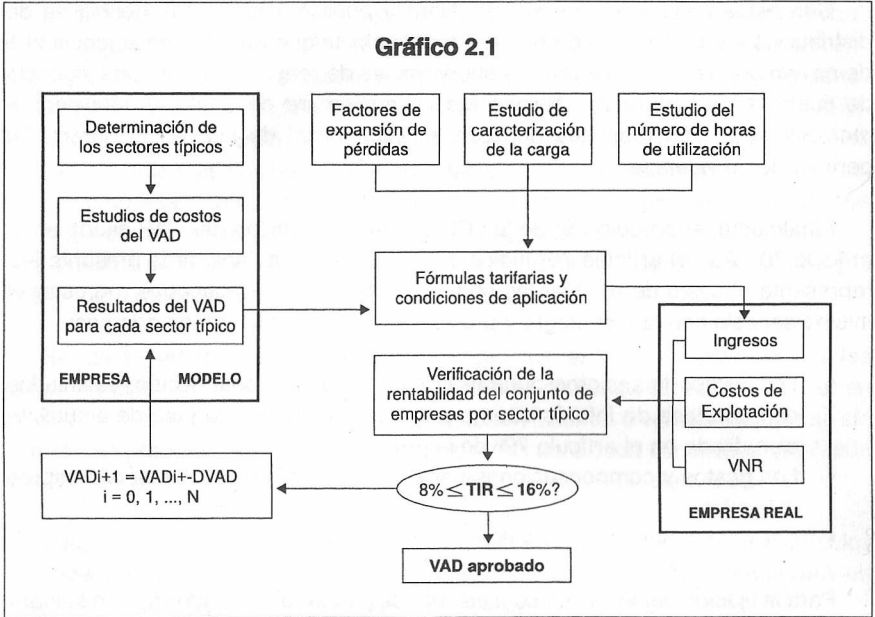 Gráfico 2.1
Determinación de
los sectores típicos
Estudios de costos
del VAD
Resultados del VAD
para cada sector típico
EMPRESA MODELO
Factores de
expansión de
pérdidas
Estudio de
caracterización
de la carga
Estudio del
número de horas
de utilización
Fórmulas tarifarias y
condiciones de aplicación
Verificación de la
rentabilidad del conjunto de
empresas por sector típico
Ingresos
Costos de
Explotación
VNR
EMPRESA REAL
VADi+1 = VADi+-DVAD
i = 0, 1, ..., N
8% ≤ TIR ≤ 16%?
VAD aprobado